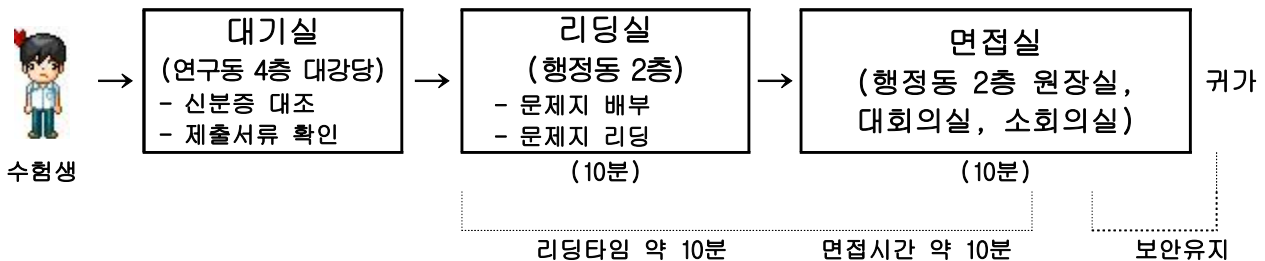 수험생
→
대기실
(연구동 4층 대강당)
- 신분증 대조
- 제출서류 확인
→
리딩실
(행정동 2층)
- 문제지 배부
- 문제지 리딩
(10분)
→
면접실
(행정동 2층 원장실,
대회의실, 소회의실)
(10분)
귀가
리딩타임 약 10분
면접시간 약 10분
보안유지